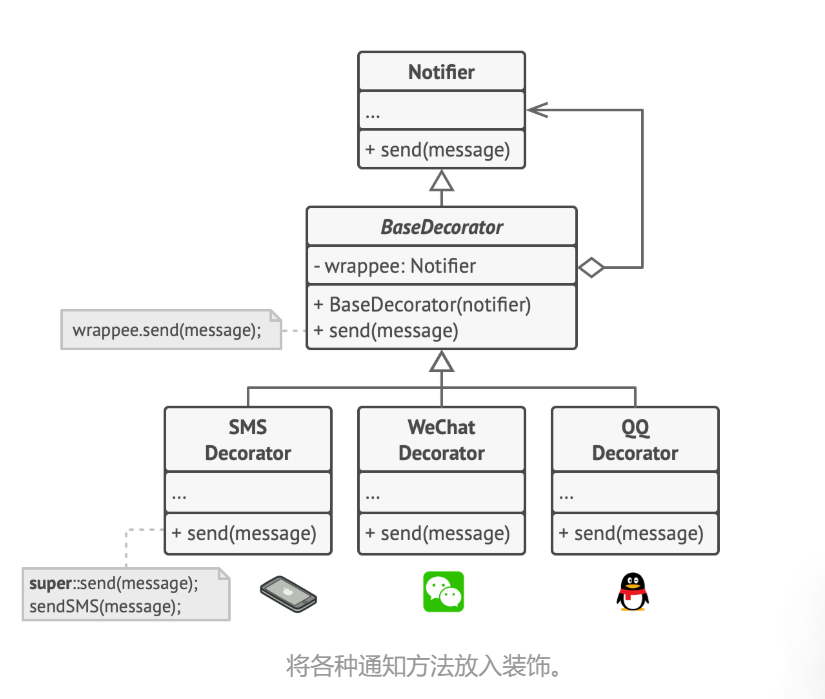 Notifier
...
+ send(message)
BaseDecorator
- wrappee: Notifier
+ BaseDecorator(notifier)
+ send(message)
wrappee.send(message);
SMS
Decorator
...
+ send(message)
WeChat
Decorator
...
+ send(message)
QQ
Decorator
...
+ send(message)
super::send(message);
sendSMS(message);
将各种通知方法放入装饰。